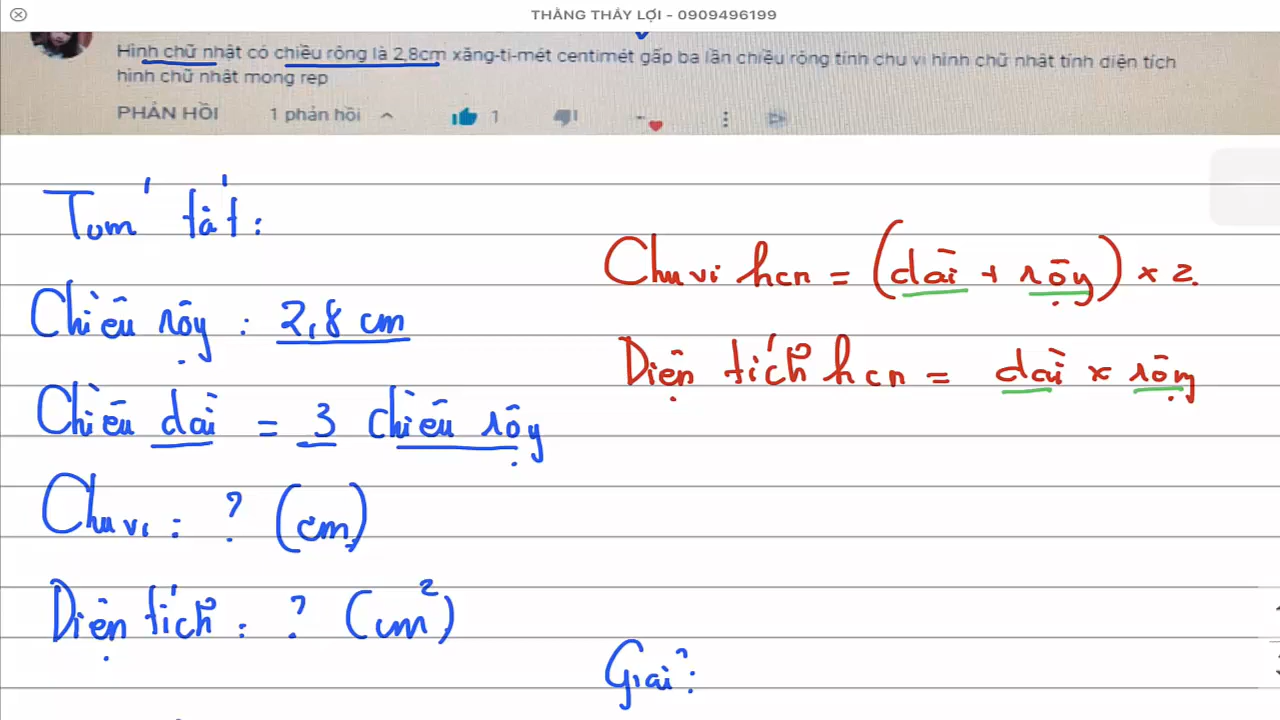 THẦNG THẦY LỢI - 0909496199
Hình chữ nhật có chiều rộng là 2,8cm xăng-ti-mét centimét gấp ba lần chiều rộng tính chu vi hình chữ nhật tính diện tích
hình chữ nhật mong rep
PHẢN HỒI 1 phản hồi 1
Tóm tắt:
Chiều rộng : 2,8 cm
Chiều dài = 3 chiều rộng
Chu vi : ? (cm)
Diện tích : ? (cm²)
Chu vi hcn = (dài + rộng) × 2.
Diện tích hcn = dài × rộng
Giải: